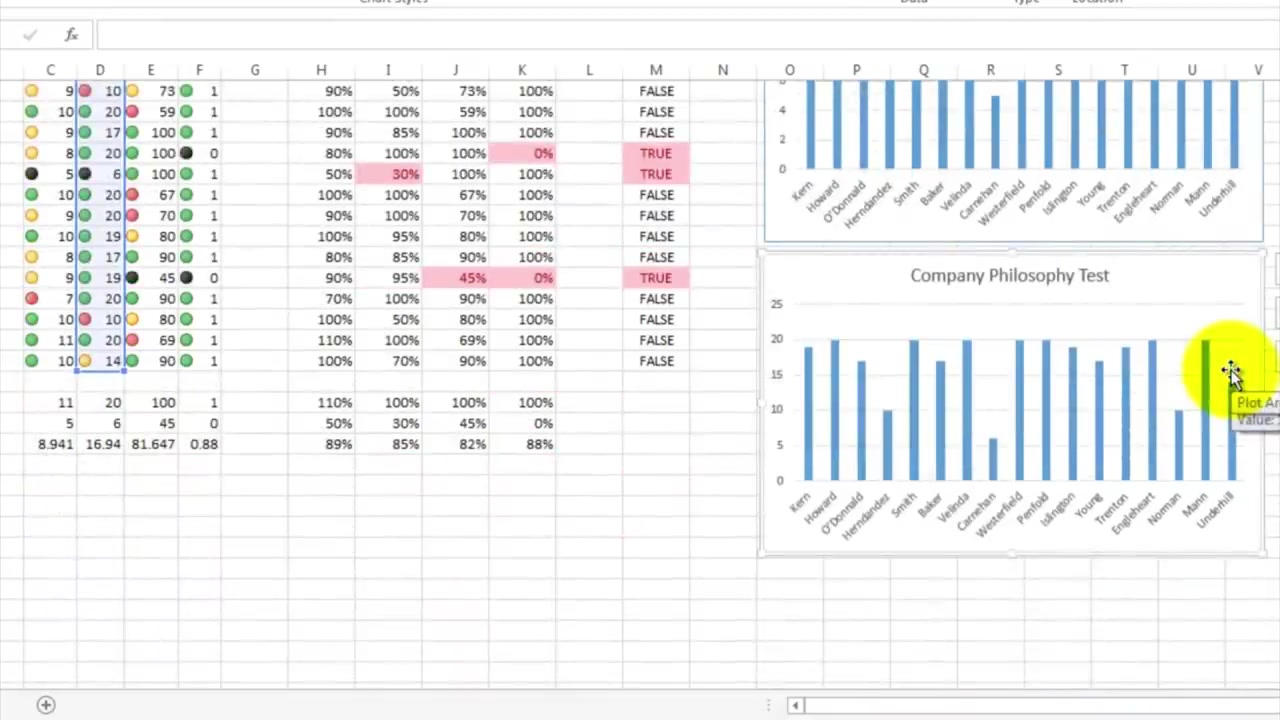 Chart Styles Data Type Location
fx
C D E F G H I J K L M N O P Q R S T U V
9 10 73 1 90% 50% 73% 100% FALSE
10 20 59 1 100% 100% 59% 100% FALSE
9 17 100 1 90% 85% 100% 100% FALSE
8 20 100 0 80% 100% 100% 0% TRUE
5 6 100 1 50% 30% 100% 100% TRUE
10 20 67 1 100% 100% 67% 100% FALSE
9 20 70 1 90% 100% 70% 100% FALSE
10 19 80 1 100% 95% 80% 100% FALSE
8 17 90 1 80% 85% 90% 100% FALSE
9 19 45 0 90% 95% 45% 0% TRUE
7 20 90 1 70% 100% 90% 100% FALSE
10 10 80 1 100% 50% 80% 100% FALSE
11 20 69 1 110% 100% 69% 100% FALSE
10 14 90 1 100% 70% 90% 100% FALSE
11 20 100 1 110% 100% 100% 100%
5 6 45 0 50% 30% 45% 0%
8.941 16.94 81.647 0.88 89% 85% 82% 88%
6
4
2
0
Kern Howard O'Donnald Herndandez Smith Baker Velinda Carnehan Westerfield Penfold Islington Young Trenton Engleheart Norman Mann Underhill
Company Philosophy Test
25
20
15
10
5
0
Kern Howard O'Donnald Herndandez Smith Baker Velinda Carnehan Westerfield Penfold Islington Young Trenton Engleheart Norman Mann Underhill
Plot Ar
Value: